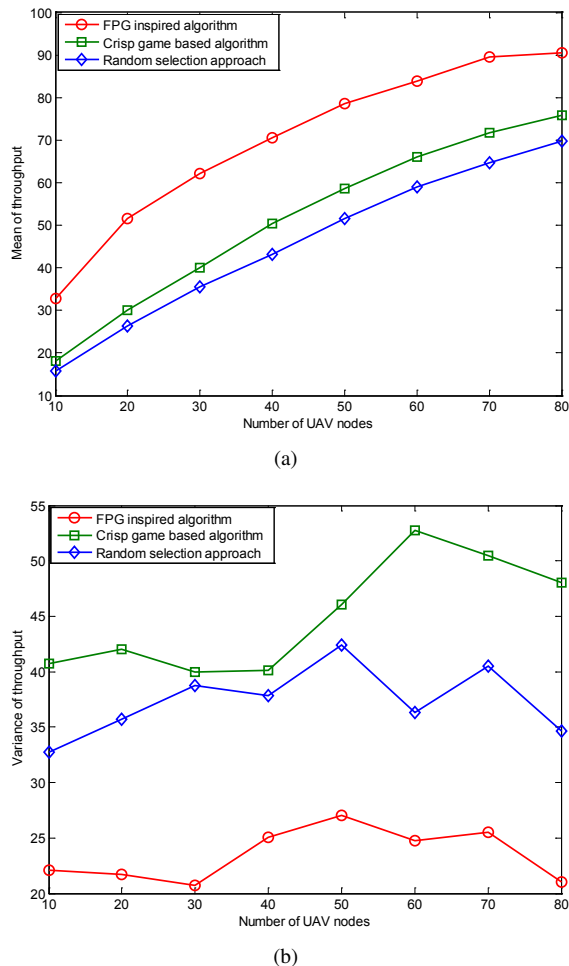 100
90
80
70
60
50
40
30
20
10
Mean of throughput
FPG inspired algorithm
Crisp game based algorithm
Random selection approach
10 20 30 40 50 60 70 80
Number of UAV nodes
(a)
55
50
45
40
35
30
25
20
Variance of throughput
FPG inspired algorithm
Crisp game based algorithm
Random selection approach
10 20 30 40 50 60 70 80
Number of UAV nodes
(b)